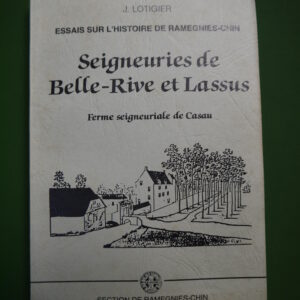 J. LOTIGIER
ESSAIS SUR L'HISTOIRE DE RAMEGNIES-CHIN
Seigneuries de
Belle-Rive et Lassus
Ferme seigneuriale de Casau
SECTION DE RAMEGNIES-CHIN